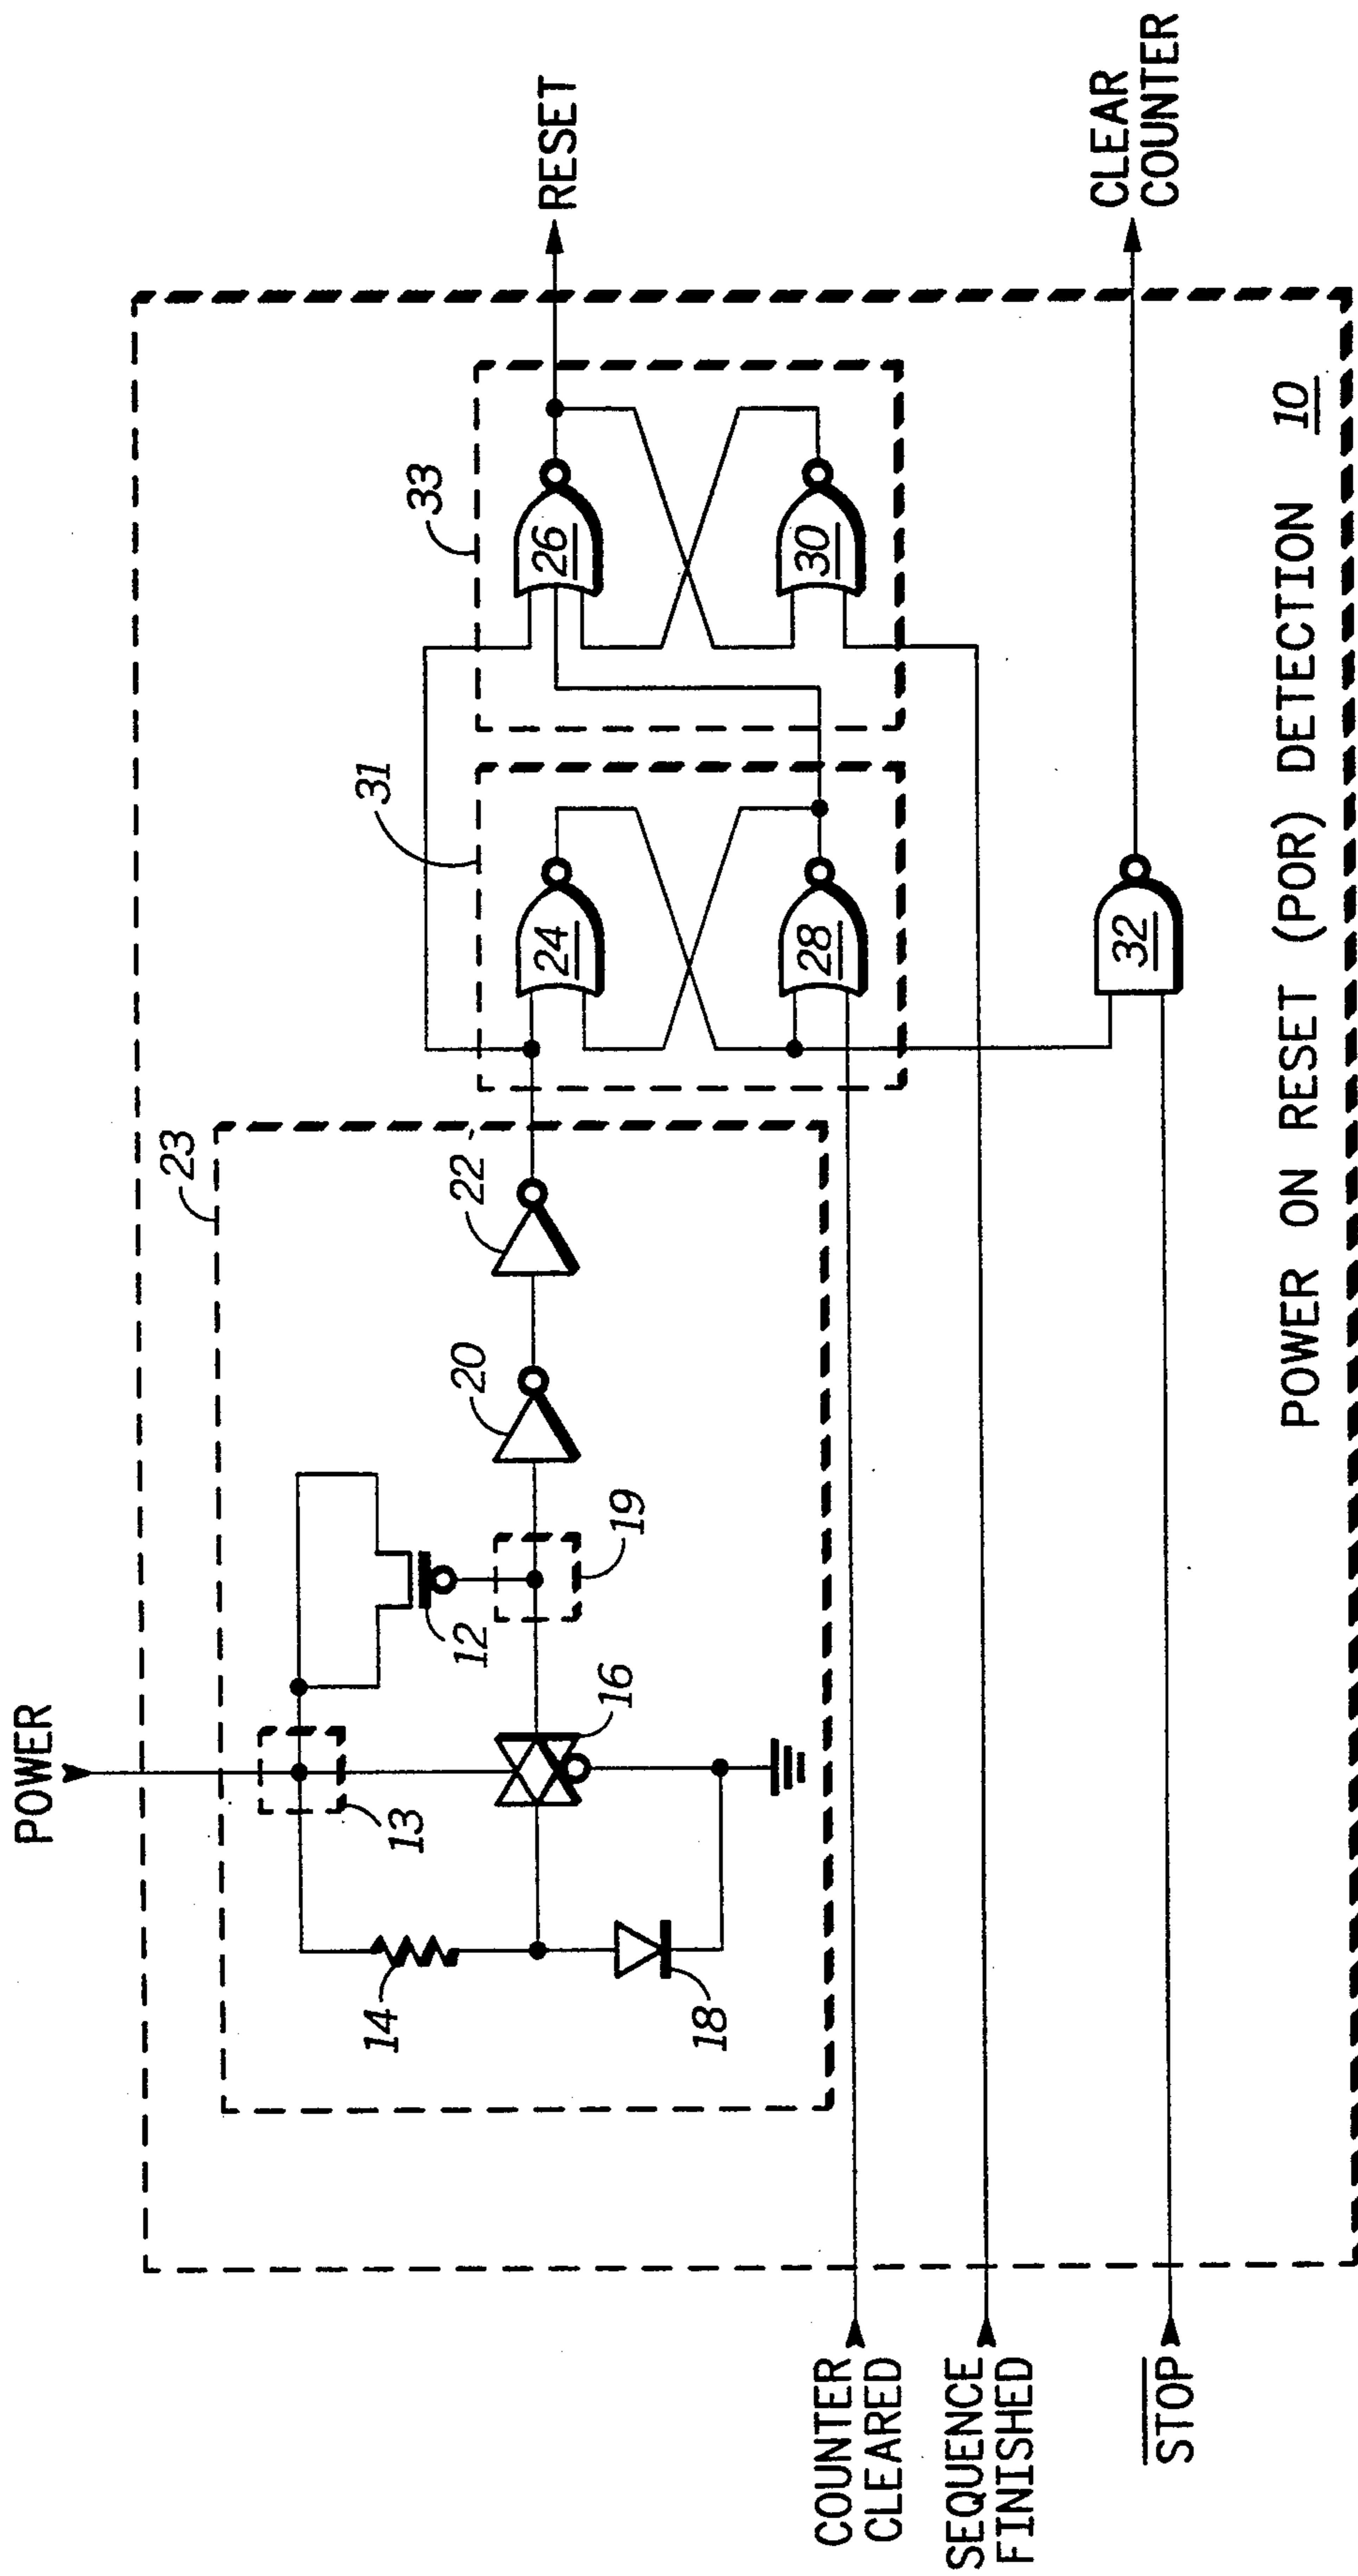 POWER
23
31
33
RESET
14
13
12
20
22
24
26
16
19
18
28
30
COUNTER
CLEARED
SEQUENCE
FINISHED
STOP
32
CLEAR
COUNTER
POWER ON RESET (POR) DETECTION 10